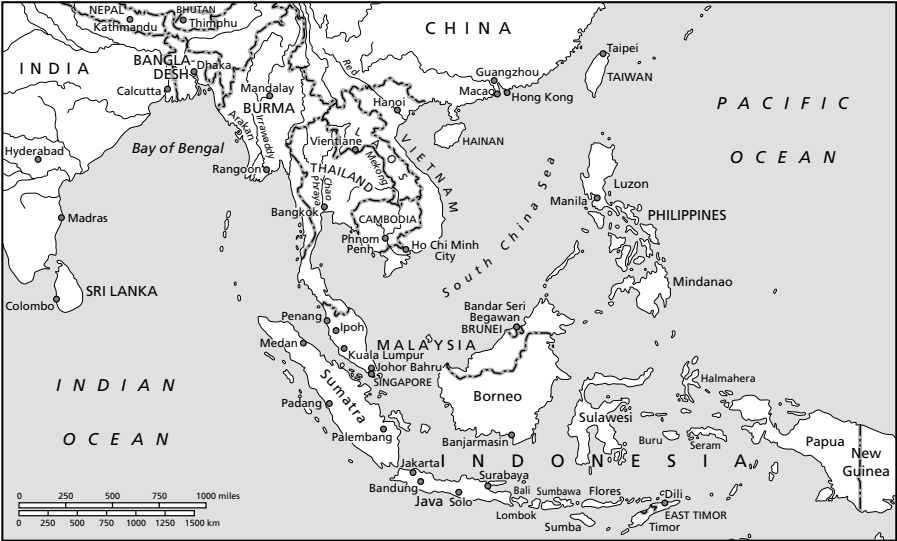 NEPAL
BHUTAN
Kathmandu
Thimphu
CHINA
INDIA
BANGLA-
DESH
Dhaka
Calcutta
Mandalay
BURMA
Arakan
Irrawaddy
Red
Hanoi
Guangzhou
Macao
Hong Kong
Taipei
TAIWAN
HAINAN
PACIFIC
OCEAN
Hyderabad
Bay of Bengal
Rangoon
Vientiane
LAOS
VIETNAM
Mekong
THAILAND
Chao
Phraya
Bangkok
CAMBODIA
Phnom
Penh
Ho Chi Minh
City
South China Sea
Luzon
Manila
PHILIPPINES
Mindanao
Madras
SRI LANKA
Colombo
Penang
Ipoh
Medan
MALAYSIA
Kuala Lumpur
Johor Bahru
SINGAPORE
Bandar Seri
Begawan
BRUNEI
INDIAN
OCEAN
Sumatra
Padang
Palembang
Borneo
Banjarmasin
Sulawesi
Halmahera
Buru
Seram
Papua
New
Guinea
INDONESIA
Jakarta
Bandung
Java
Solo
Surabaya
Bali
Lombok
Sumbawa
Sumba
Flores
Dili
EAST TIMOR
Timor
0 250 500 750 1000 miles
0 250 500 750 1000 1250 1500 km